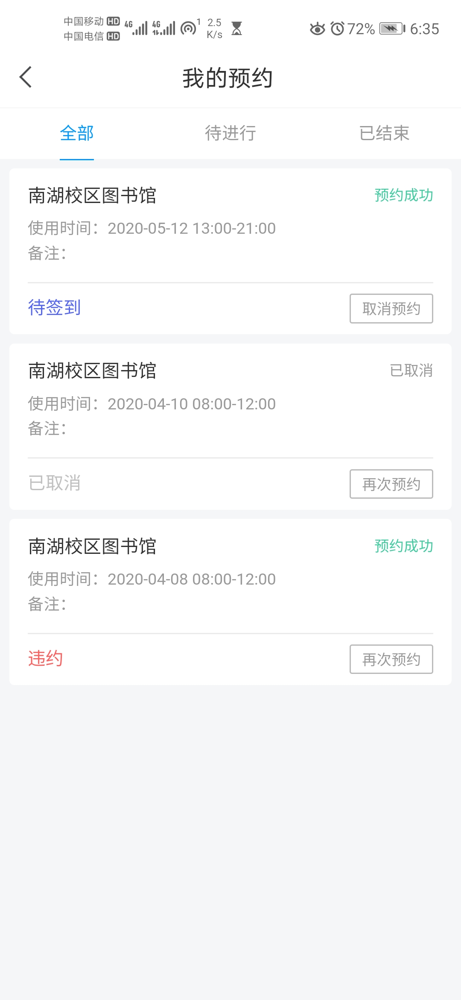 中国移动 HD 4G 4G 1 2.5 72% 6:35
中国电信 HD K/s
我的预约
全部 待进行 已结束
南湖校区图书馆 预约成功
使用时间：2020-05-12 13:00-21:00
备注：
待签到 取消预约
南湖校区图书馆 已取消
使用时间：2020-04-10 08:00-12:00
备注：
已取消 再次预约
南湖校区图书馆 预约成功
使用时间：2020-04-08 08:00-12:00
备注：
违约 再次预约